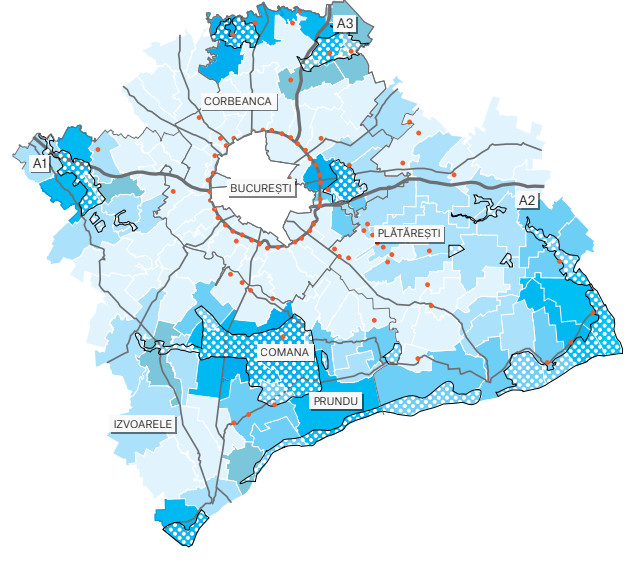 A3
CORBEANCA
A1
BUCUREȘTI
A2
PLĂTĂREȘTI
COMANA
PRUNDU
IZVOARELE